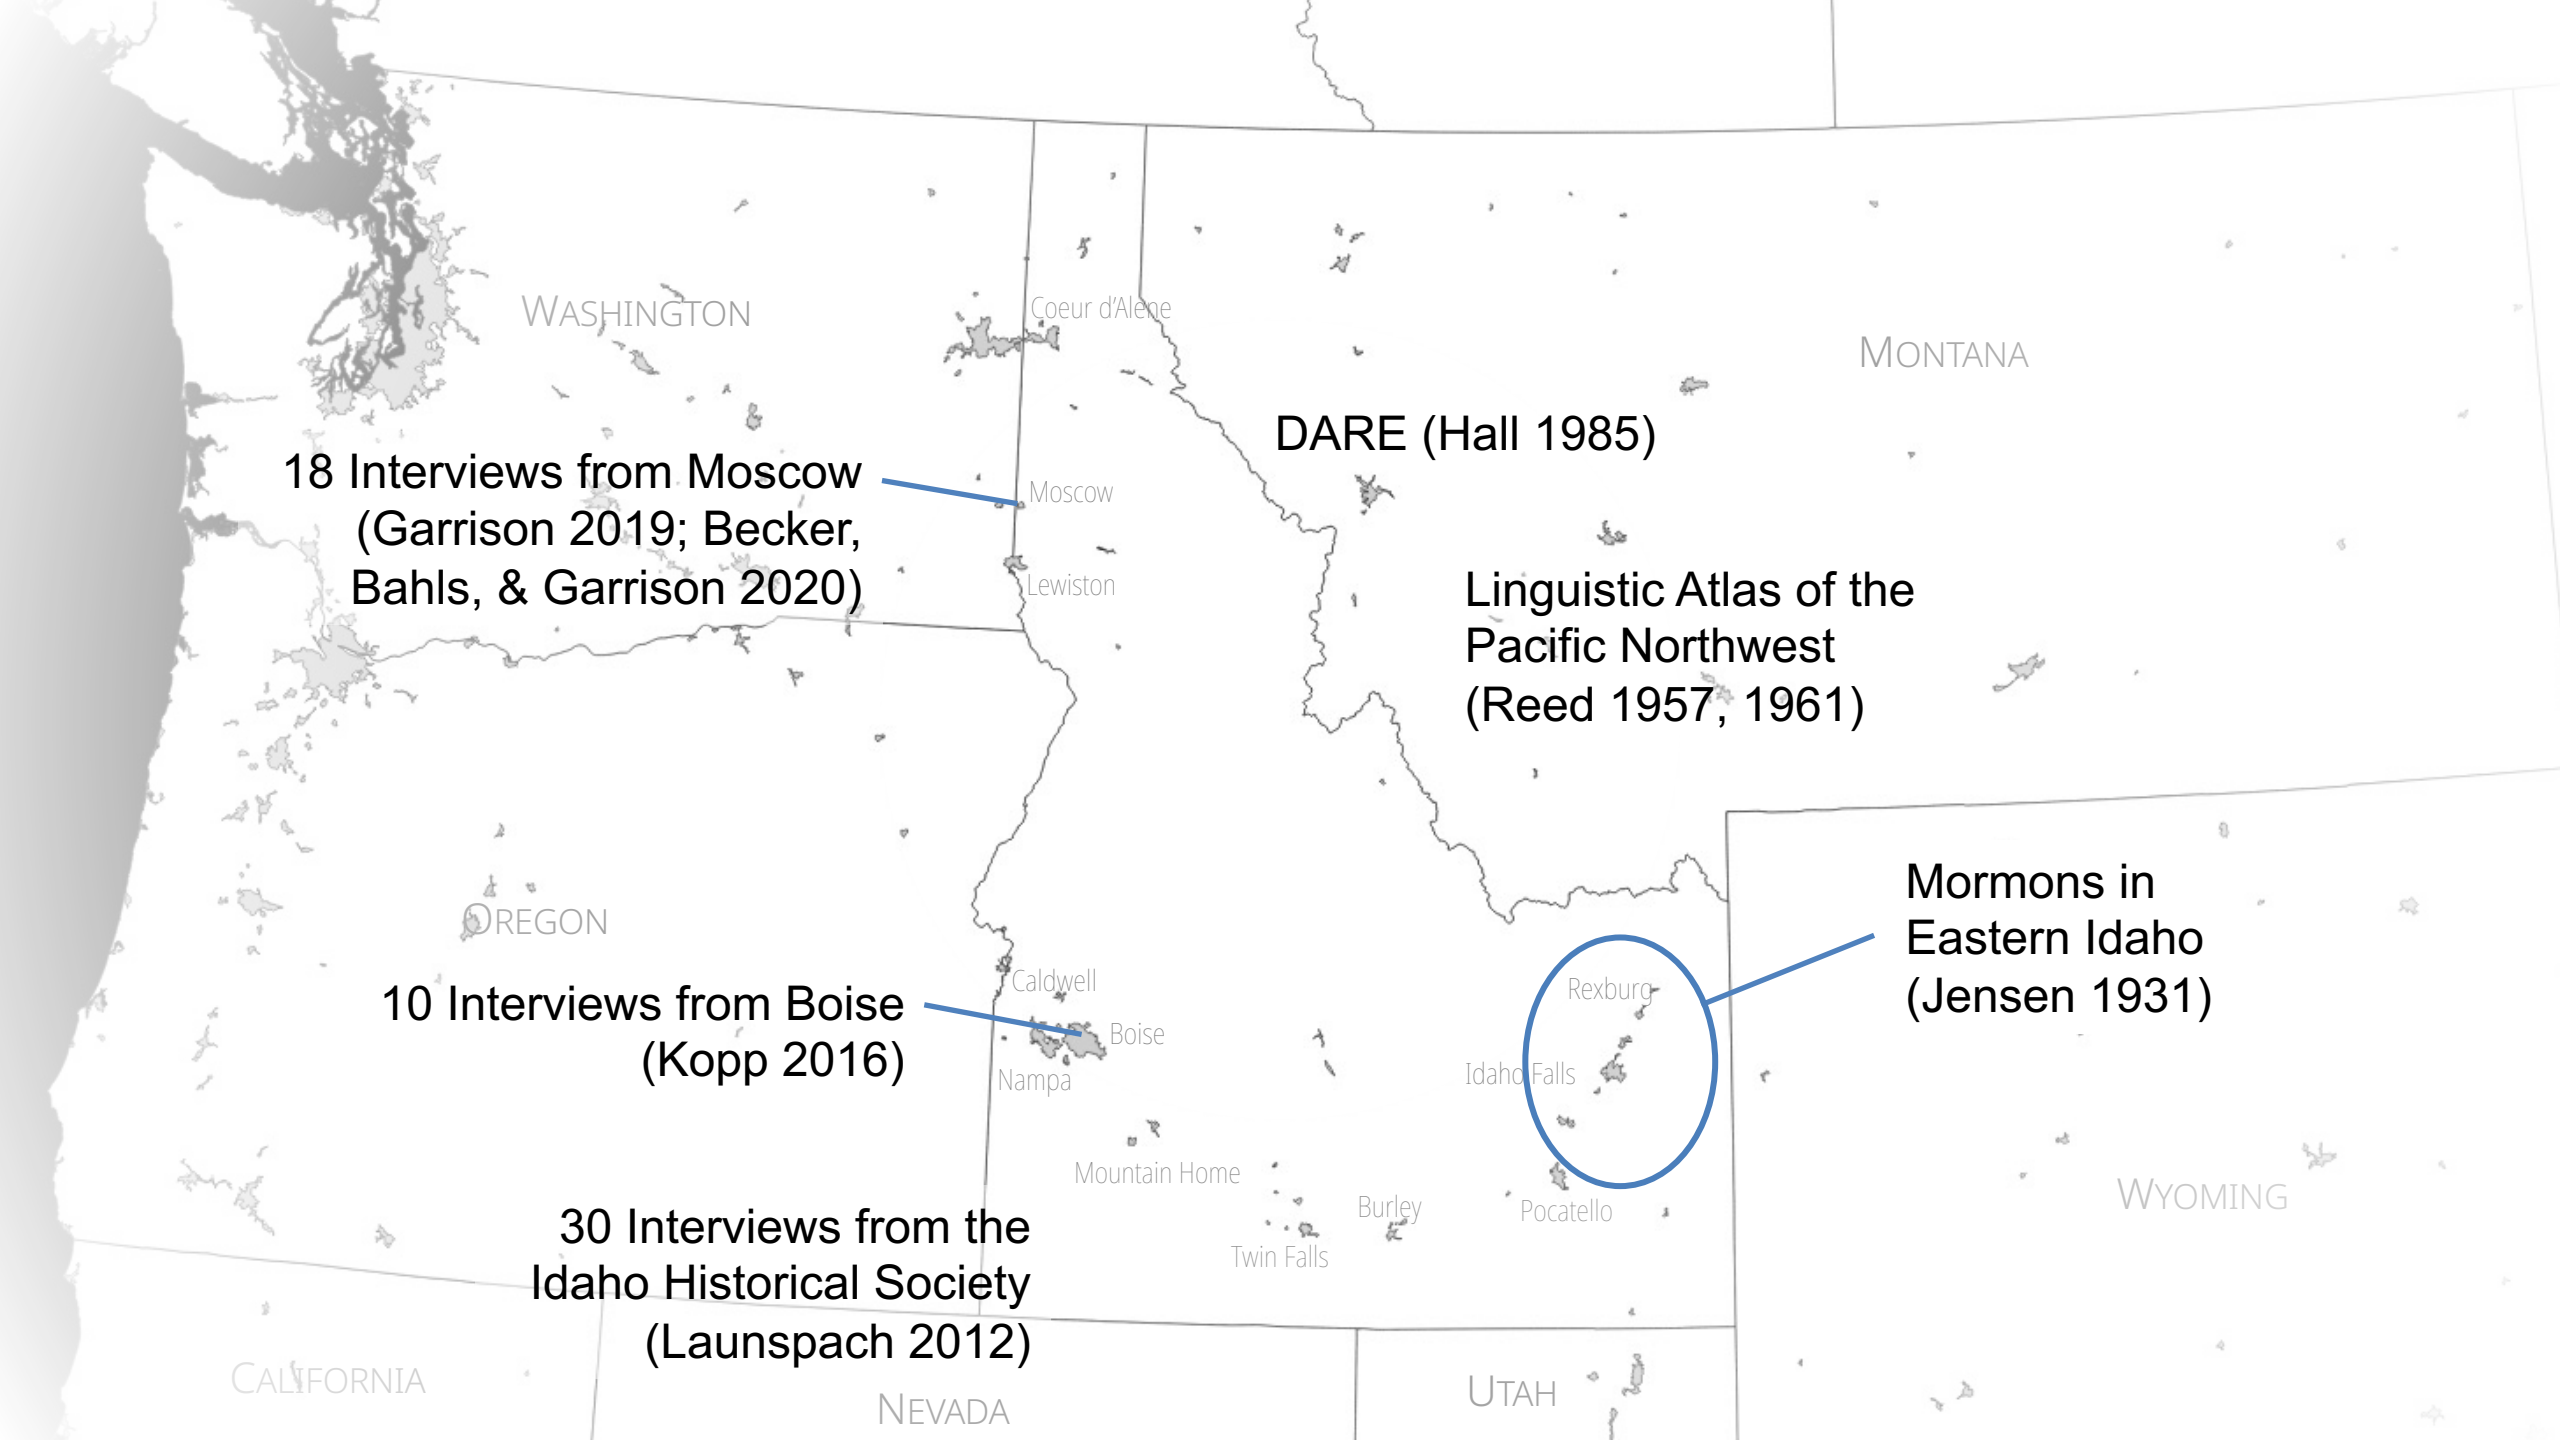 WASHINGTON
Coeur d'Alene
MONTANA
DARE (Hall 1985)
18 Interviews from Moscow
(Garrison 2019; Becker,
Bahls, & Garrison 2020)
Moscow
Lewiston
Linguistic Atlas of the
Pacific Northwest
(Reed 1957, 1961)
OREGON
Mormons in
Eastern Idaho
(Jensen 1931)
Caldwell
Rexburg
10 Interviews from Boise
(Kopp 2016)
Boise
Nampa
Idaho Falls
Mountain Home
Burley
Pocatello
Twin Falls
WYOMING
30 Interviews from the
Idaho Historical Society
(Launspach 2012)
CALIFORNIA
NEVADA
UTAH